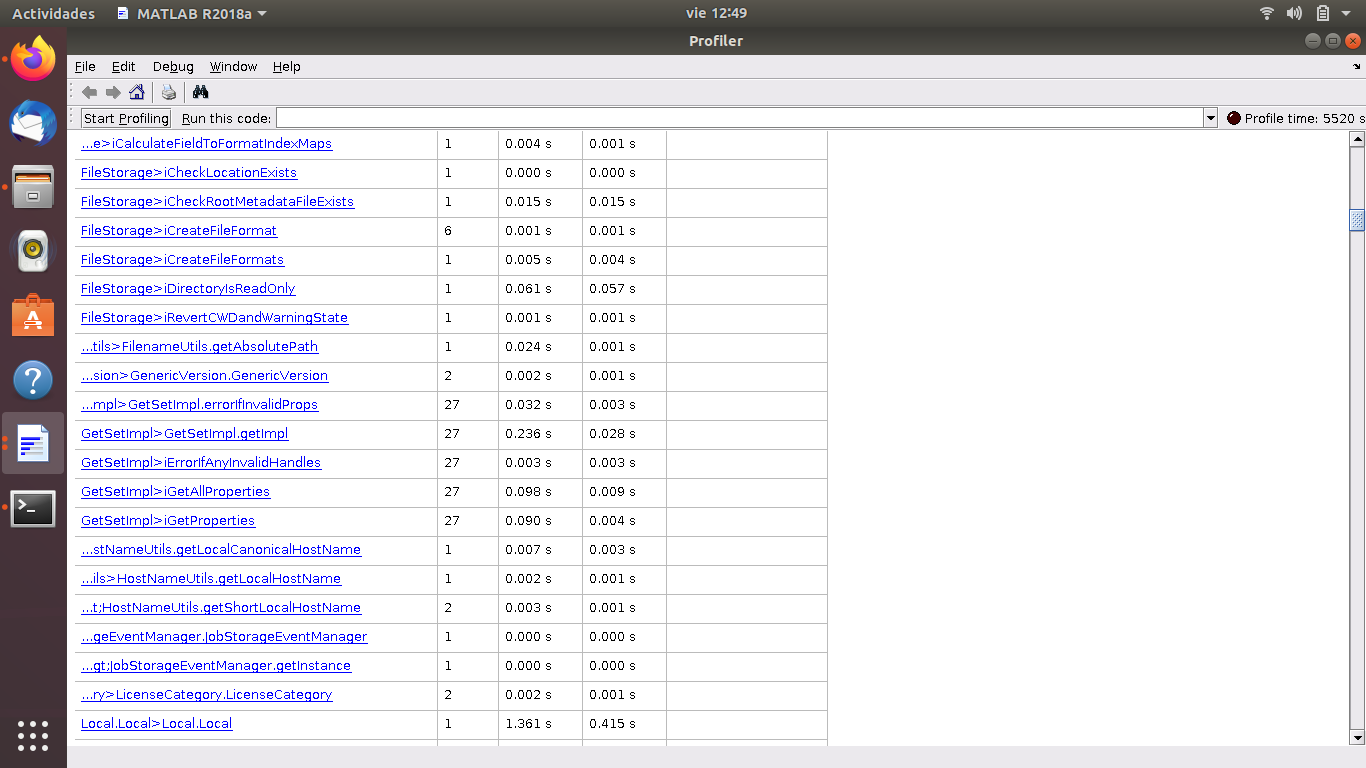 Actividades MATLAB R2018a vie 12:49
Profiler
File Edit Debug Window Help
Start Profiling Run this code: Profile time: 5520 s
...e>iCalculateFieldToFormatIndexMaps 1 0.004 s 0.001 s
FileStorage>iCheckLocationExists 1 0.000 s 0.000 s
FileStorage>iCheckRootMetadataFileExists 1 0.015 s 0.015 s
FileStorage>iCreateFileFormat 6 0.001 s 0.001 s
FileStorage>iCreateFileFormats 1 0.005 s 0.004 s
FileStorage>iDirectoryIsReadOnly 1 0.061 s 0.057 s
FileStorage>iRevertCWDandWarningState 1 0.001 s 0.001 s
...tils>FilenameUtils.getAbsolutePath 1 0.024 s 0.001 s
...sion>GenericVersion.GenericVersion 2 0.002 s 0.001 s
...mpl>GetSetImpl.errorIfInvalidProps 27 0.032 s 0.003 s
GetSetImpl>GetSetImpl.getImpl 27 0.236 s 0.028 s
GetSetImpl>iErrorIfAnyInvalidHandles 27 0.003 s 0.003 s
GetSetImpl>iGetAllProperties 27 0.098 s 0.009 s
GetSetImpl>iGetProperties 27 0.090 s 0.004 s
...stNameUtils.getLocalCanonicalHostName 1 0.007 s 0.003 s
...ils>HostNameUtils.getLocalHostName 1 0.002 s 0.001 s
...t;HostNameUtils.getShortLocalHostName 2 0.003 s 0.001 s
...geEventManager.JobStorageEventManager 1 0.000 s 0.000 s
...gt;JobStorageEventManager.getInstance 1 0.000 s 0.000 s
...ry>LicenseCategory.LicenseCategory 2 0.002 s 0.001 s
Local.Local>Local.Local 1 1.361 s 0.415 s